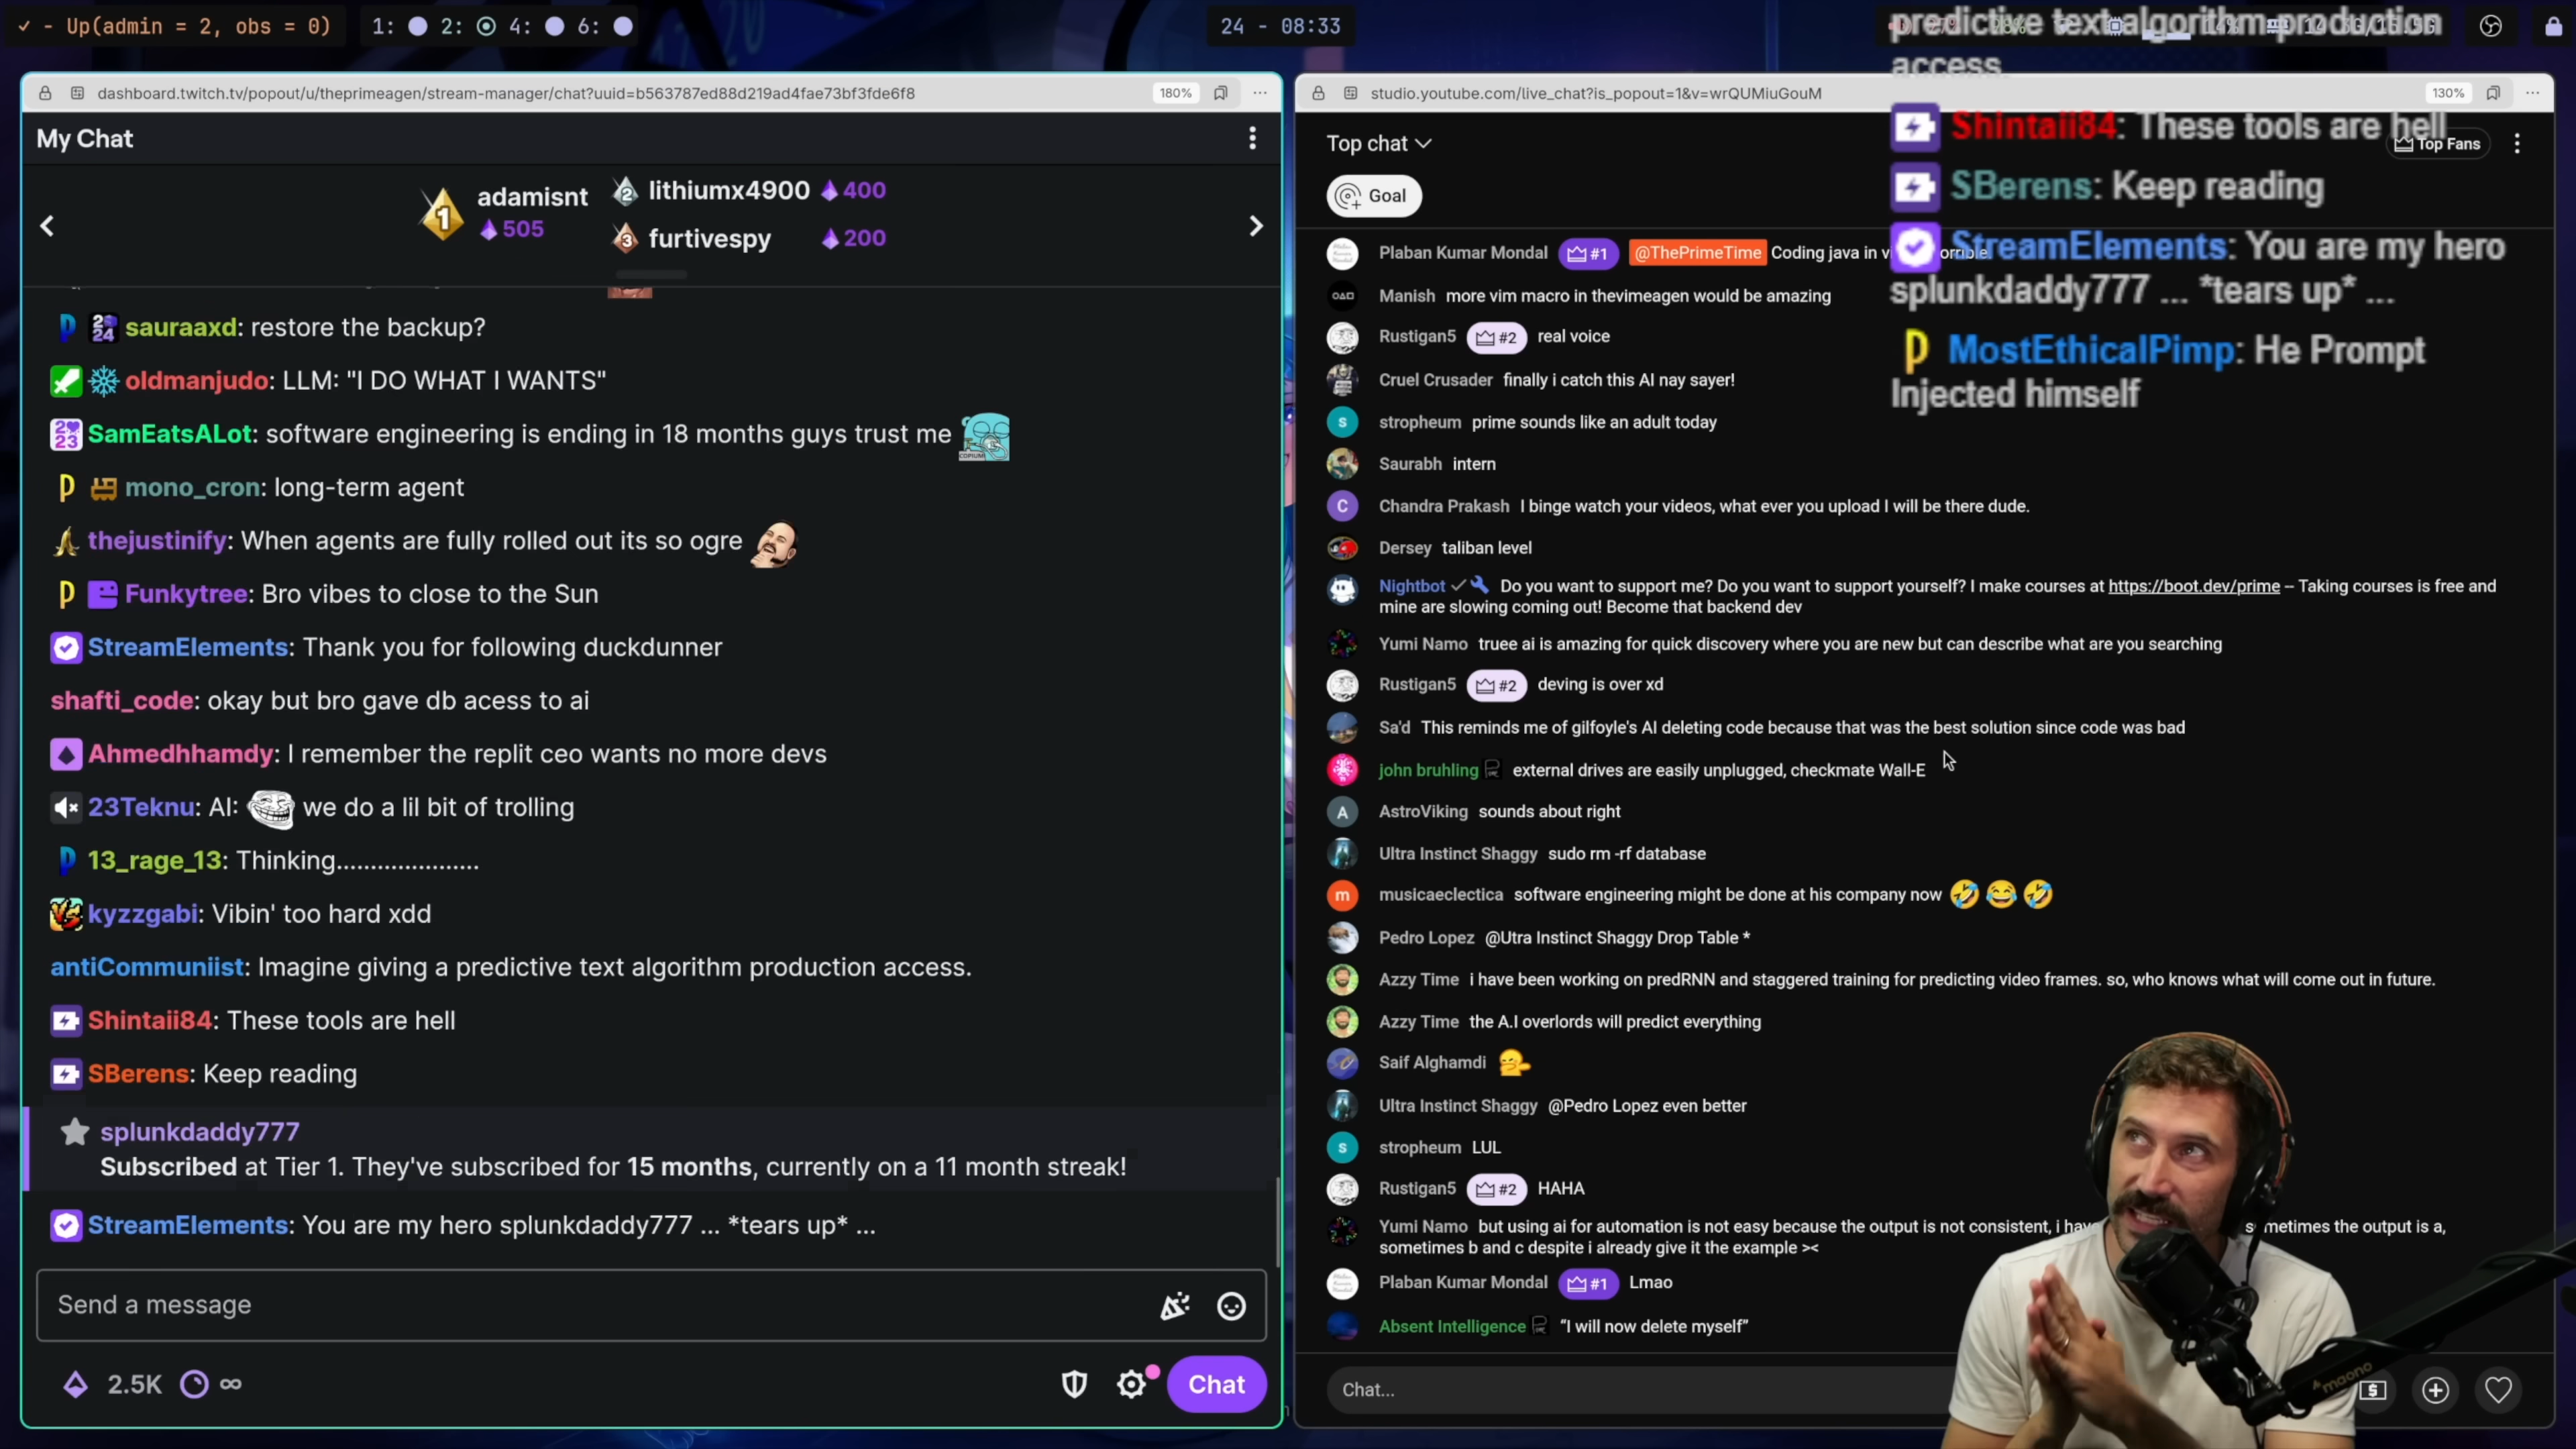 ✓ - Up(admin = 2, obs = 0)
1: 2: 4: 6:
24 - 08:33
dashboard.twitch.tv/popout/u/theprimeagen/stream-manager/chat?uuid=b563787ed88d219ad4fae73bf3fde6f8
180%
My Chat
1 adamisnt 505
2 lithiumx4900 400
3 furtivespy 200
sauraaxd: restore the backup?
oldmanjudo: LLM: "I DO WHAT I WANTS"
SamEatsALot: software engineering is ending in 18 months guys trust me
COPIUM
mono_cron: long-term agent
thejustinify: When agents are fully rolled out its so ogre
Funkytree: Bro vibes to close to the Sun
StreamElements: Thank you for following duckdunner
shafti_code: okay but bro gave db acess to ai
Ahmedhhamdy: I remember the replit ceo wants no more devs
23Teknu: AI: we do a lil bit of trolling
13_rage_13: Thinking.....................
kyzzgabi: Vibin' too hard xdd
antiCommuniist: Imagine giving a predictive text algorithm production access.
Shintaii84: These tools are hell
SBerens: Keep reading
splunkdaddy777
Subscribed at Tier 1. They've subscribed for 15 months, currently on a 11 month streak!
StreamElements: You are my hero splunkdaddy777 ... *tears up* ...
Send a message
2.5K ∞
Chat
studio.youtube.com/live_chat?is_popout=1&v=wrQUMiuGouM
130%
Top chat
Top Fans
Goal
Plaban Kumar Mondal #1 @ThePrimeTime Coding java in
Manish more vim macro in thevimeagen would be amazing
Rustigan5 #2 real voice
Cruel Crusader finally i catch this AI nay sayer!
stropheum prime sounds like an adult today
Saurabh intern
Chandra Prakash I binge watch your videos, what ever you upload I will be there dude.
Dersey taliban level
Nightbot Do you want to support me? Do you want to support yourself? I make courses at https://boot.dev/prime – Taking courses is free and
mine are slowing coming out! Become that backend dev
Yumi Namo truee ai is amazing for quick discovery where you are new but can describe what are you searching
Rustigan5 #2 deving is over xd
Sa'd This reminds me of gilfoyle's AI deleting code because that was the best solution since code was bad
john bruhling external drives are easily unplugged, checkmate Wall-E
AstroViking sounds about right
Ultra Instinct Shaggy sudo rm -rf database
musicaeclectica software engineering might be done at his company now 🤣 😂 🤣
Pedro Lopez @Utra Instinct Shaggy Drop Table *
Azzy Time i have been working on predRNN and staggered training for predicting video frames. so, who knows what will come out in future.
Azzy Time the A.I overlords will predict everything
Saif Alghamdi
Ultra Instinct Shaggy @Pedro Lopez even better
stropheum LUL
Rustigan5 #2 HAHA
Yumi Namo but using ai for automation is not easy because the output is not consistent, i sometimes the output is a,
sometimes b and c despite i already give it the example ><
Plaban Kumar Mondal #1 Lmao
Absent Intelligence “I will now delete myself”
Chat...
predictive text algorithm production
access.
Shintaii84: These tools are hell
SBerens: Keep reading
StreamElements: You are my hero
splunkdaddy777 ... *tears up* ...
MostEthicalPimp: He Prompt
Injected himself
maono